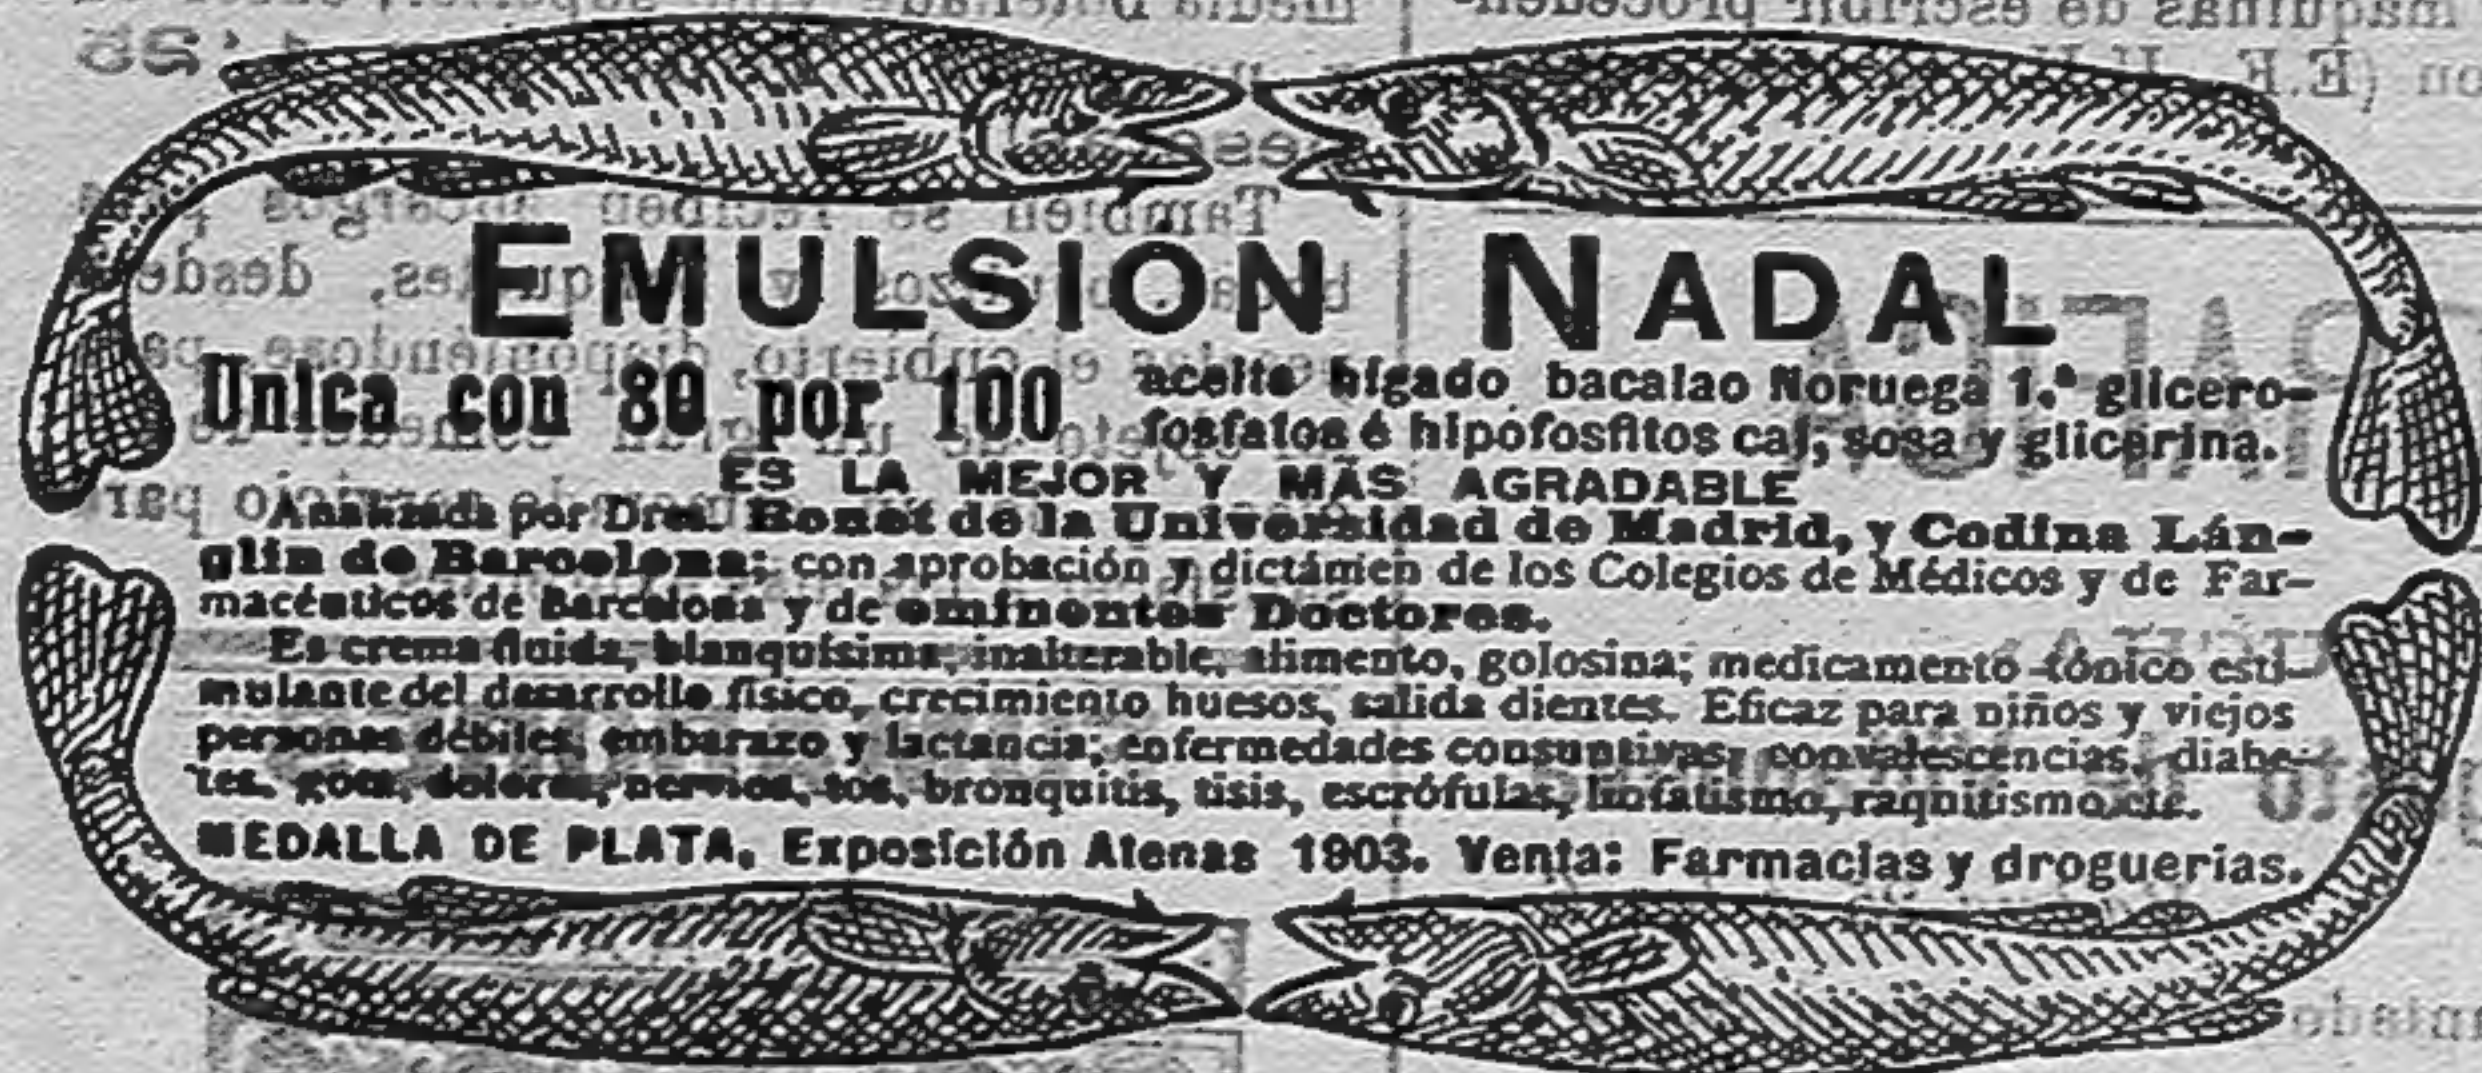 EMULSION NADAL
Unica con 80 por 100 aceite hígado bacalao Noruega 1.ª glicero-
fosfatos é hipofosfitos cal, sosa y glicerina.
ES LA MEJOR Y MÁS AGRADABLE
Analizada por Dres. Bonet de la Universidad de Madrid, y Codina Lán-
glin de Barcelona; con aprobación y dictámen de los Colegios de Médicos y de Far-
macéuticos de Barcelona y de eminentes Doctores.
Es crema fluida, blanquísima, inalterable, alimento, golosina; medicamento tónico esti-
mulante del desarrollo físico, crecimiento huesos, salida dientes. Eficaz para niños y viejos
personas débiles, embarazo y lactancia; enfermedades consuntivas, convalescencias, diabe-
tes, gota, dolores, nervios, tos, bronquitis, tisis, escrófulas, linfatismo, raquitismo, etc.
MEDALLA DE PLATA. Exposición Atenas 1903. Venta: Farmacias y droguerias.